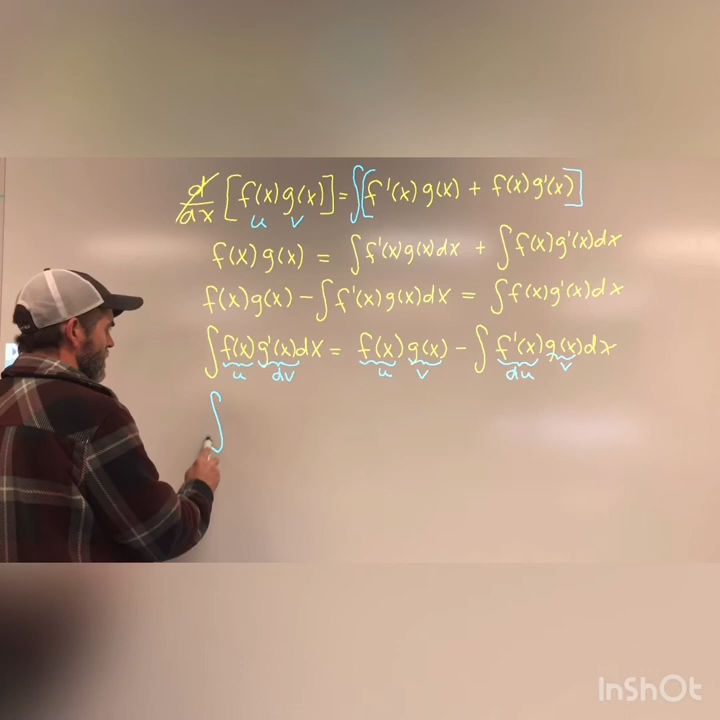 d/dx [f(x)g(x)] = ∫[f'(x)g(x) + f(x)g'(x)]
u v
f(x)g(x) = ∫f'(x)g(x)dx + ∫f(x)g'(x)dx
f(x)g(x) - ∫f'(x)g(x)dx = ∫f(x)g'(x)dx
∫f(x)g'(x)dx = f(x)g(x) - ∫f'(x)g(x)dx
u dv u v du v
∫
InShOt